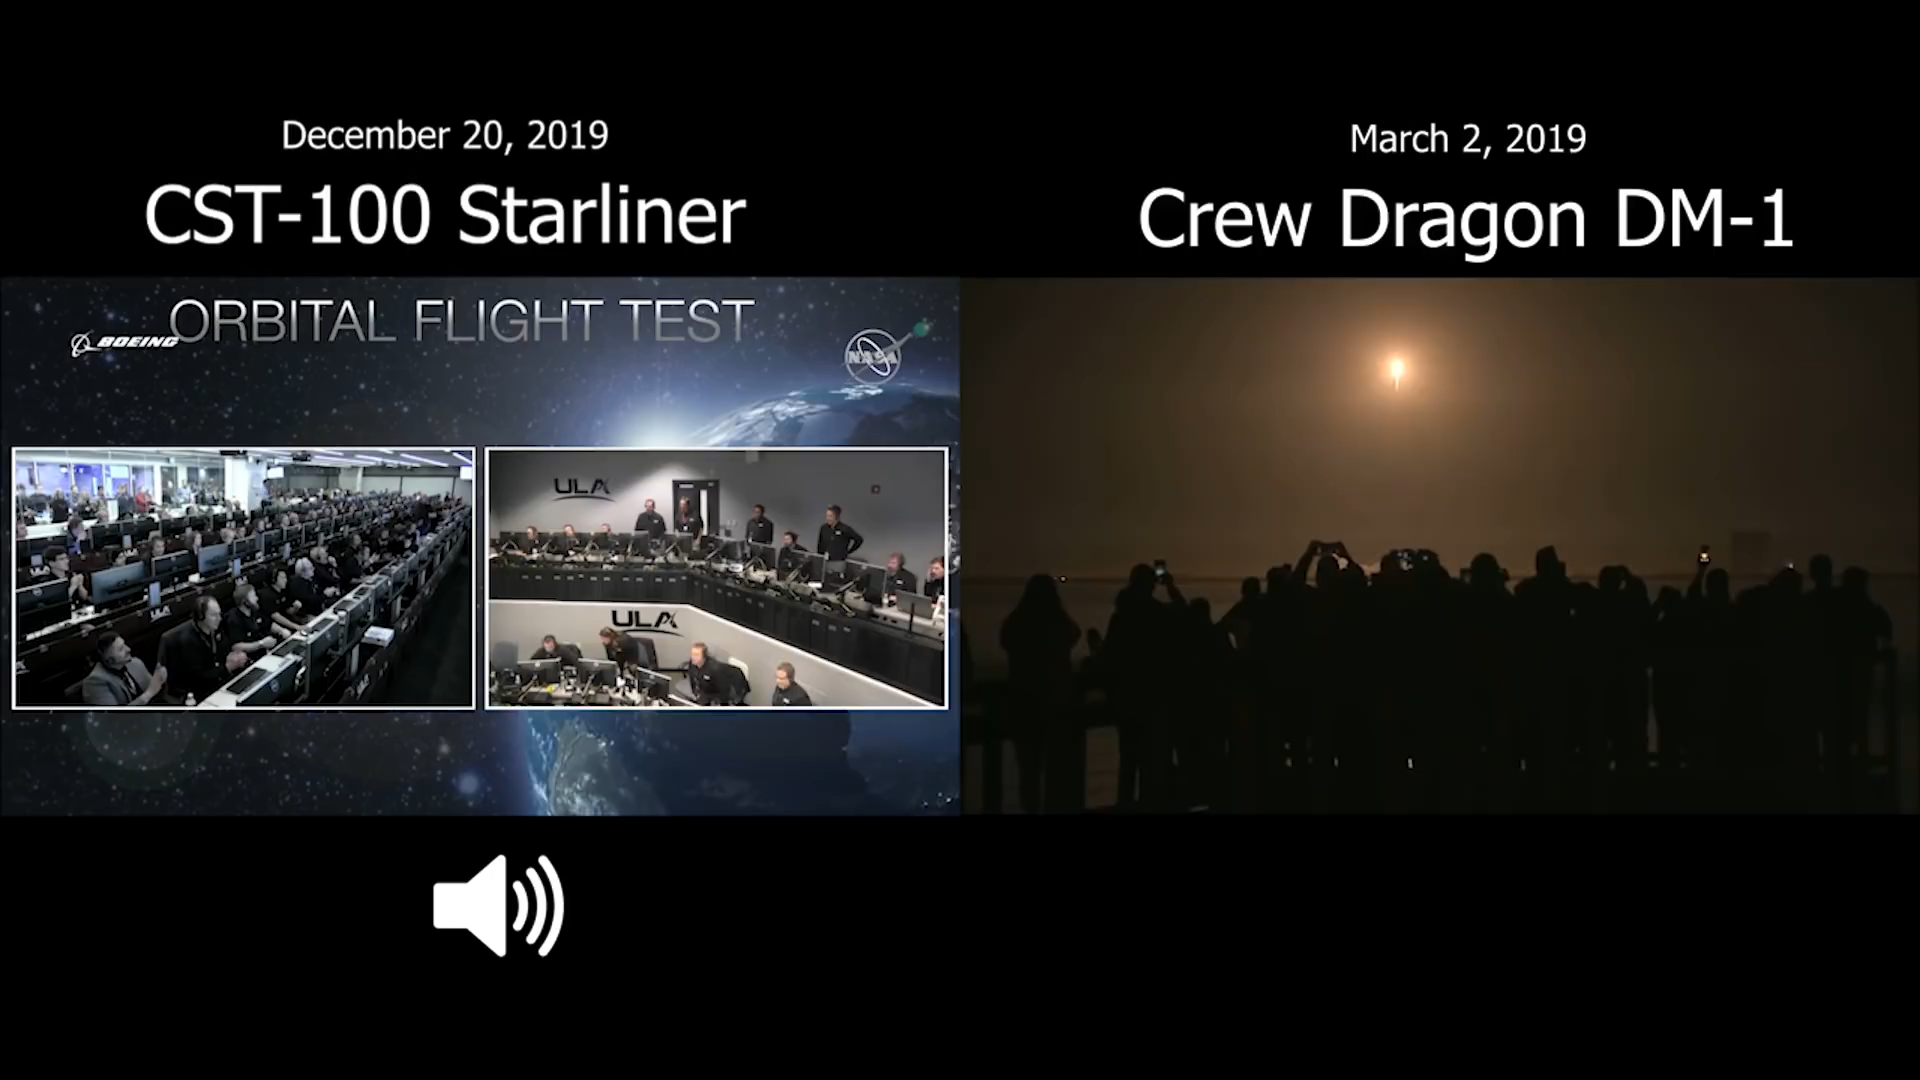 December 20, 2019
CST-100 Starliner
March 2, 2019
Crew Dragon DM-1
ORBITAL FLIGHT TEST
BOEING
NASA
ULA
ULA